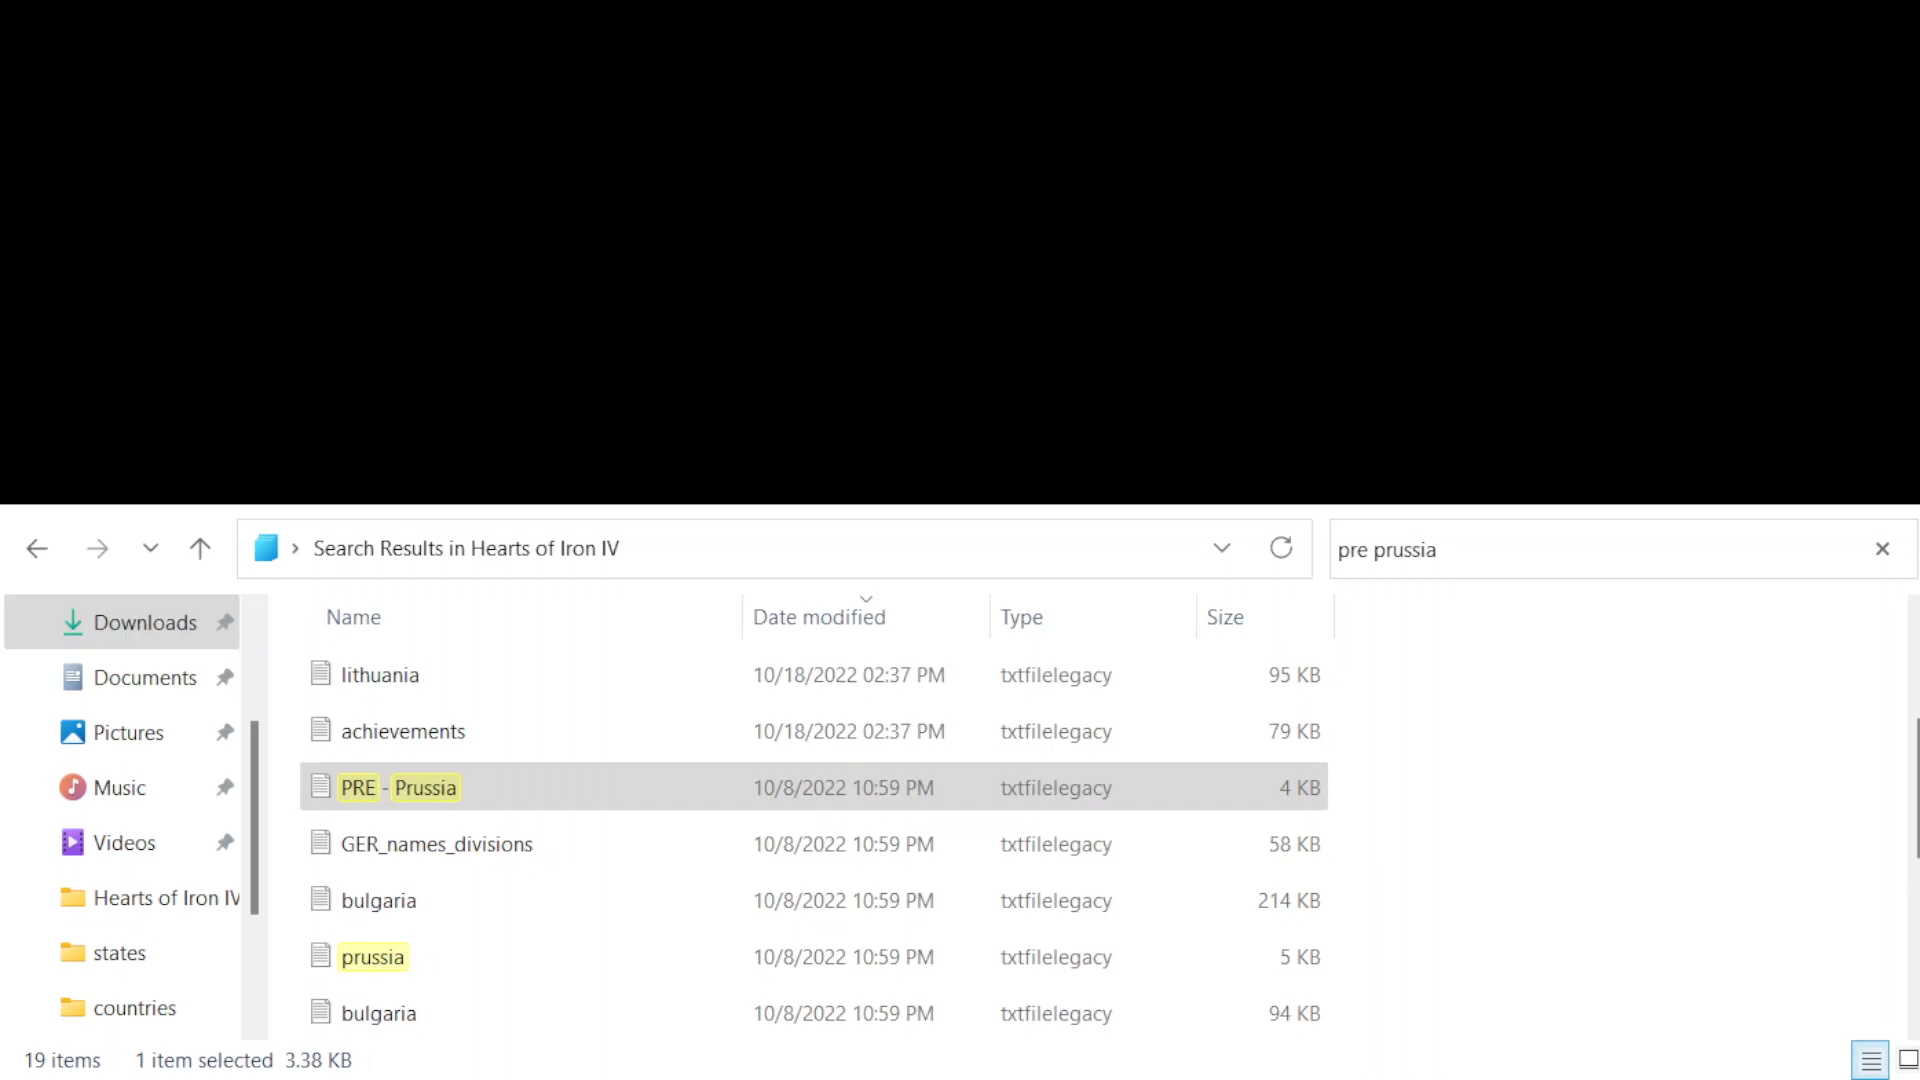 Search Results in Hearts of Iron IV
pre prussia
Downloads
Documents
Pictures
Music
Videos
Hearts of Iron IV
states
countries
Name Date modified Type Size
lithuania 10/18/2022 02:37 PM txtfilelegacy 95 KB
achievements 10/18/2022 02:37 PM txtfilelegacy 79 KB
PRE - Prussia 10/8/2022 10:59 PM txtfilelegacy 4 KB
GER_names_divisions 10/8/2022 10:59 PM txtfilelegacy 58 KB
bulgaria 10/8/2022 10:59 PM txtfilelegacy 214 KB
prussia 10/8/2022 10:59 PM txtfilelegacy 5 KB
bulgaria 10/8/2022 10:59 PM txtfilelegacy 94 KB
19 items 1 item selected 3.38 KB